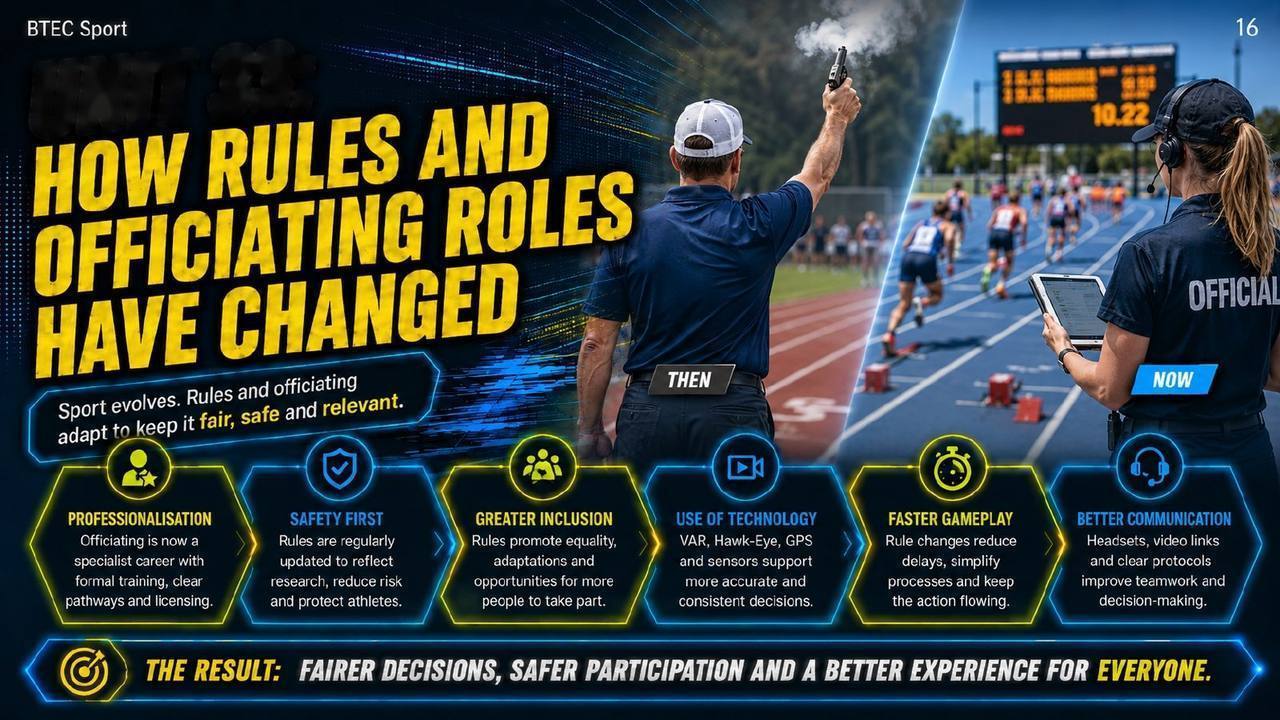 BTEC Sport
16
HOW RULES AND
OFFICIATING ROLES
HAVE CHANGED
Sport evolves. Rules and officiating
adapt to keep it fair, safe and relevant.
10.22
OFFICIAL
THEN
NOW
PROFESSIONALISATION
Officiating is now a
specialist career with
formal training, clear
pathways and licensing.
SAFETY FIRST
Rules are regularly
updated to reflect
research, reduce risk
and protect athletes.
GREATER INCLUSION
Rules promote equality,
adaptations and
opportunities for more
people to take part.
USE OF TECHNOLOGY
VAR, Hawk-Eye, GPS
and sensors support
more accurate and
consistent decisions.
FASTER GAMEPLAY
Rule changes reduce
delays, simplify
processes and keep
the action flowing.
BETTER COMMUNICATION
Headsets, video links
and clear protocols
improve teamwork and
decision-making.
THE RESULT: FAIRER DECISIONS, SAFER PARTICIPATION AND A BETTER EXPERIENCE FOR EVERYONE.